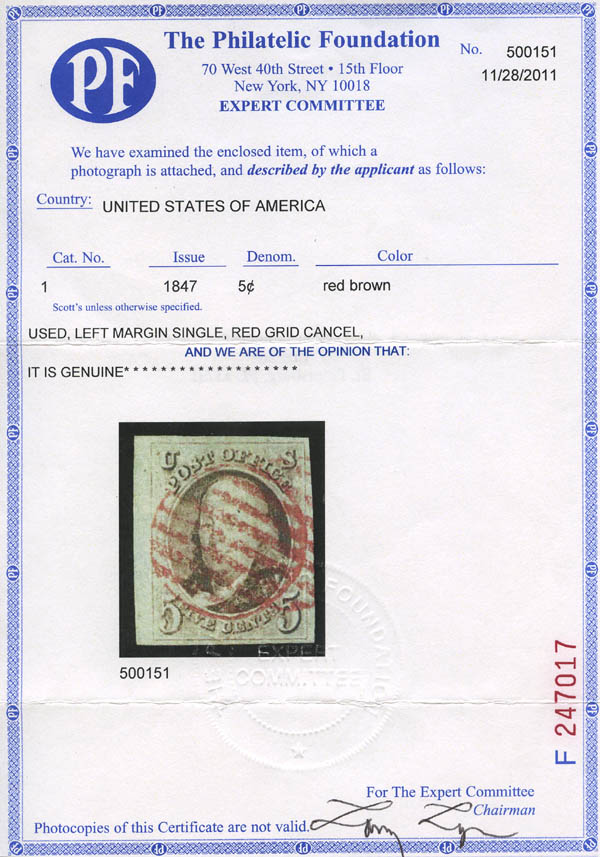 PF
The Philatelic Foundation
70 West 40th Street • 15th Floor
New York, NY 10018
EXPERT COMMITTEE
No. 500151
11/28/2011
We have examined the enclosed item, of which a
photograph is attached, and described by the applicant as follows:
Country: UNITED STATES OF AMERICA
Cat. No. Issue Denom. Color
1 1847 5¢ red brown
Scott's unless otherwise specified.
USED, LEFT MARGIN SINGLE, RED GRID CANCEL,
AND WE ARE OF THE OPINION THAT:
IT IS GENUINE* * * * * * * * * * * * * * * * * * *
U S
POST OFFICE
5 FIVE CENTS 5
500151
FOUNDATION
EXPERT
COMMITTEE
F 247017
For The Expert Committee
Chairman
Photocopies of this Certificate are not valid.